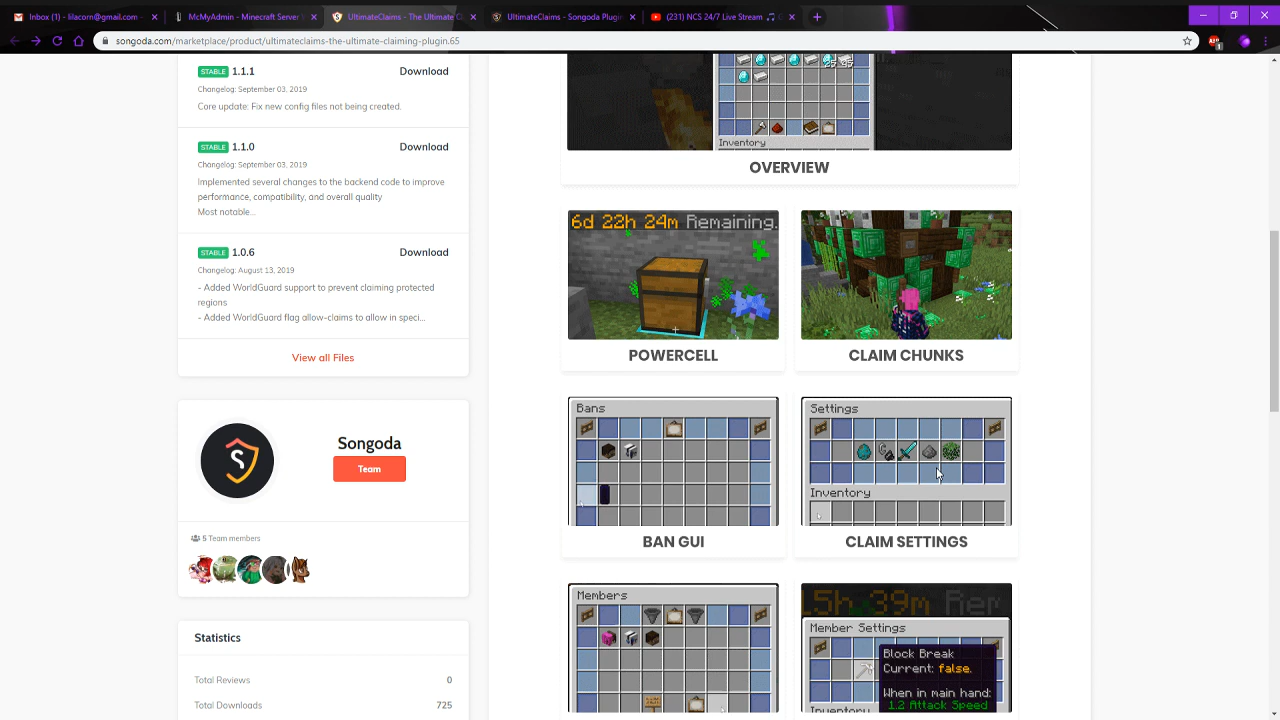 Inbox (1) - lilacorn@gmail.com -
McMyAdmin - Minecraft Server
UltimateClaims - The Ultimate C
UltimateClaims - Songoda Plugin
(231) NCS 24/7 Live Stream
songoda.com/marketplace/product/ultimateclaims-the-ultimate-claiming-plugin.65
STABLE 1.1.1 Download
Changelog: September 03, 2019
Core update: Fix new config files not being created.
STABLE 1.1.0 Download
Changelog: September 03, 2019
Implemented several changes to the backend code to improve
performance, compatibility, and overall quality
Most notable...
STABLE 1.0.6 Download
Changelog: August 13, 2019
- Added WorldGuard support to prevent claiming protected
regions
- Added WorldGuard flag allow-claims to allow in speci...
View all Files
S
Songoda
Team
5 Team members
Statistics
Total Reviews 0
Total Downloads 725
Inventory
OVERVIEW
6d 22h 24m Remaining.
POWERCELL
CLAIM CHUNKS
Bans
BAN GUI
Settings
Inventory
CLAIM SETTINGS
Members
15h 39m Rem
Member Settings
Block Break
Current: false.
When in main hand:
1.2 Attack Speed
Inventory